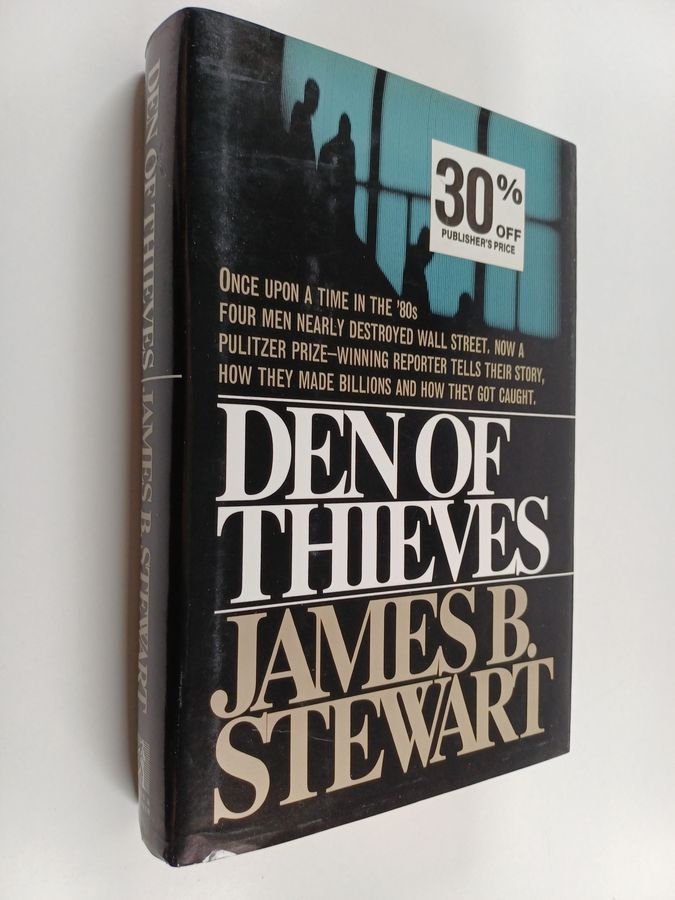 DEN OF THIEVES | JAMES B. STEWART
30% OFF
PUBLISHER'S PRICE
ONCE UPON A TIME IN THE '80s
FOUR MEN NEARLY DESTROYED WALL STREET. NOW A
PULITZER PRIZE–WINNING REPORTER TELLS THEIR STORY,
HOW THEY MADE BILLIONS AND HOW THEY GOT CAUGHT.
DEN OF
THIEVES
JAMES B.
STEWART